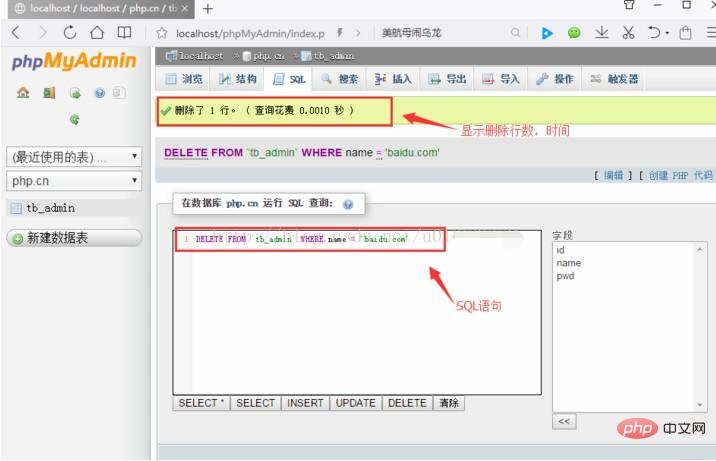 localhost / localhost / php.cn / tb
localhost/phpMyAdmin/index.p
美航母闹乌龙
phpMyAdmin
(最近使用的表) ...
php.cn
tb_admin
新建数据表
localhost » php.cn » tb_admin
浏览 结构 SQL 搜索 插入 导出 导入 操作 触发器
删除了 1 行。 ( 查询花费 0.0010 秒 )
显示删除行数，时间
DELETE FROM `tb_admin` WHERE name = 'baidu.com'
[ 编辑 ] [ 创建 PHP 代码
在数据库 php.cn 运行 SQL 查询:
1 DELETE FROM `tb_admin` WHERE name = 'baidu.com'
SQL语句
字段
id
name
pwd
SELECT * SELECT INSERT UPDATE DELETE 清除
<<
php 中文网